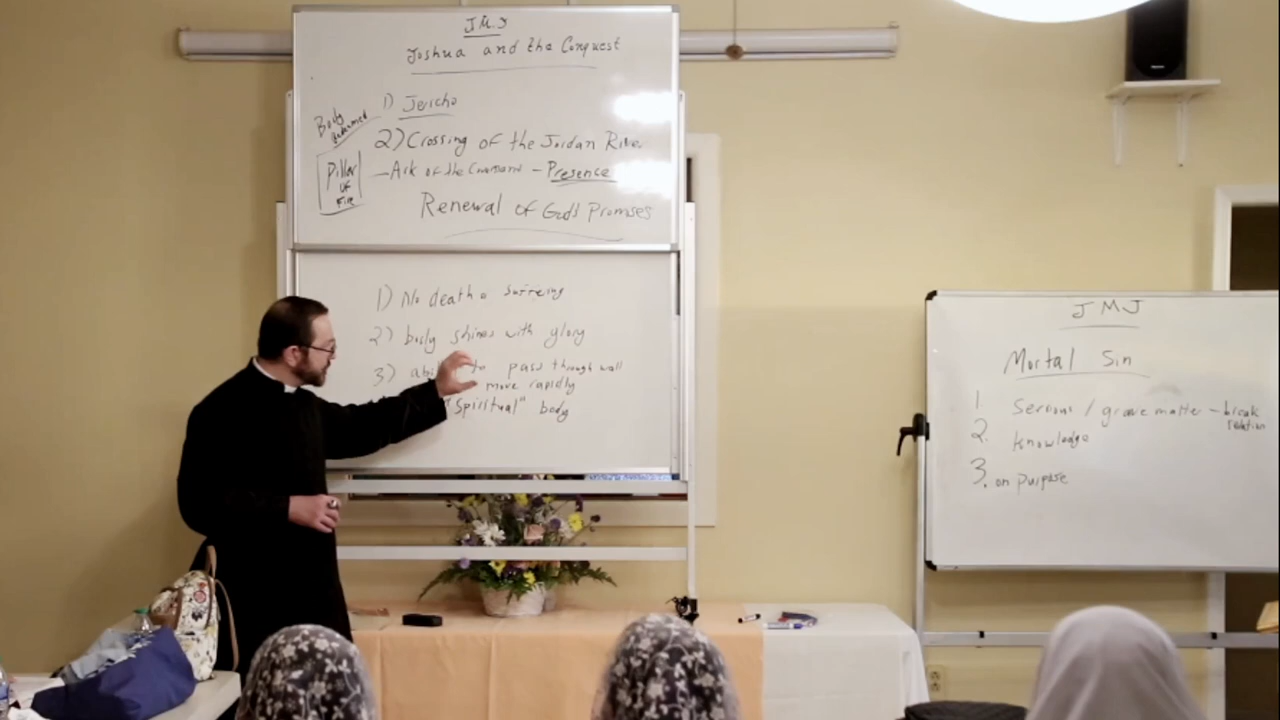 J.M.J
Joshua and the Conquest
1) Jericho
Body
2) Crossing of the Jordan River
Pillar
OF
Fire
– Ark of the Covenant – Presence
Renewal of God's Promises
1) No death or suffering
2) body shines with glory
3) to pass through wall
move rapidly
"Spiritual" body
JMJ
Mortal Sin
1 Serious / grave matter – break
relation
2. Knowledge
3. on purpose